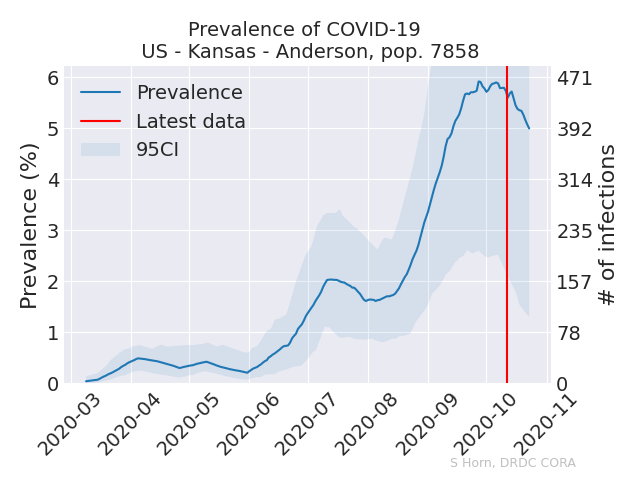 Prevalence of COVID-19
US - Kansas - Anderson, pop. 7858
Prevalence
Latest data
95CI
Prevalence (%)
6
5
4
3
2
1
0
471
392
314
235
157
78
0
# of infections
2020-03
2020-04
2020-05
2020-06
2020-07
2020-08
2020-09
2020-10
2020-11
S Horn, DRDC CORA